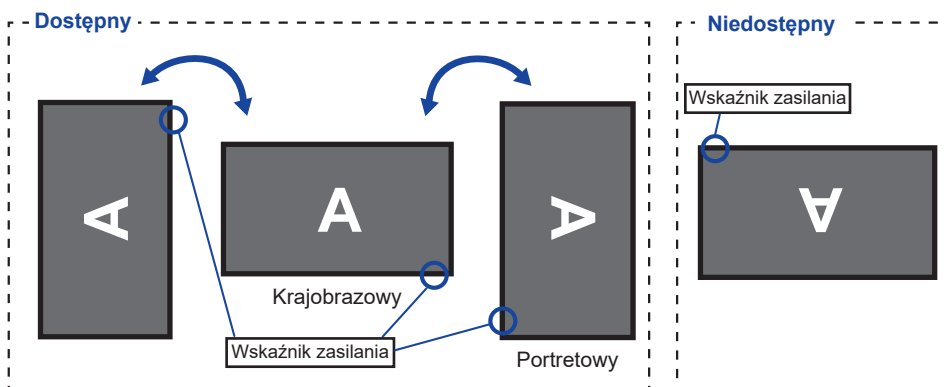 Dostępny
Niedostępny
Wskaźnik zasilania
A
A
A
A
Krajobrazowy
Wskaźnik zasilania
Portretowy